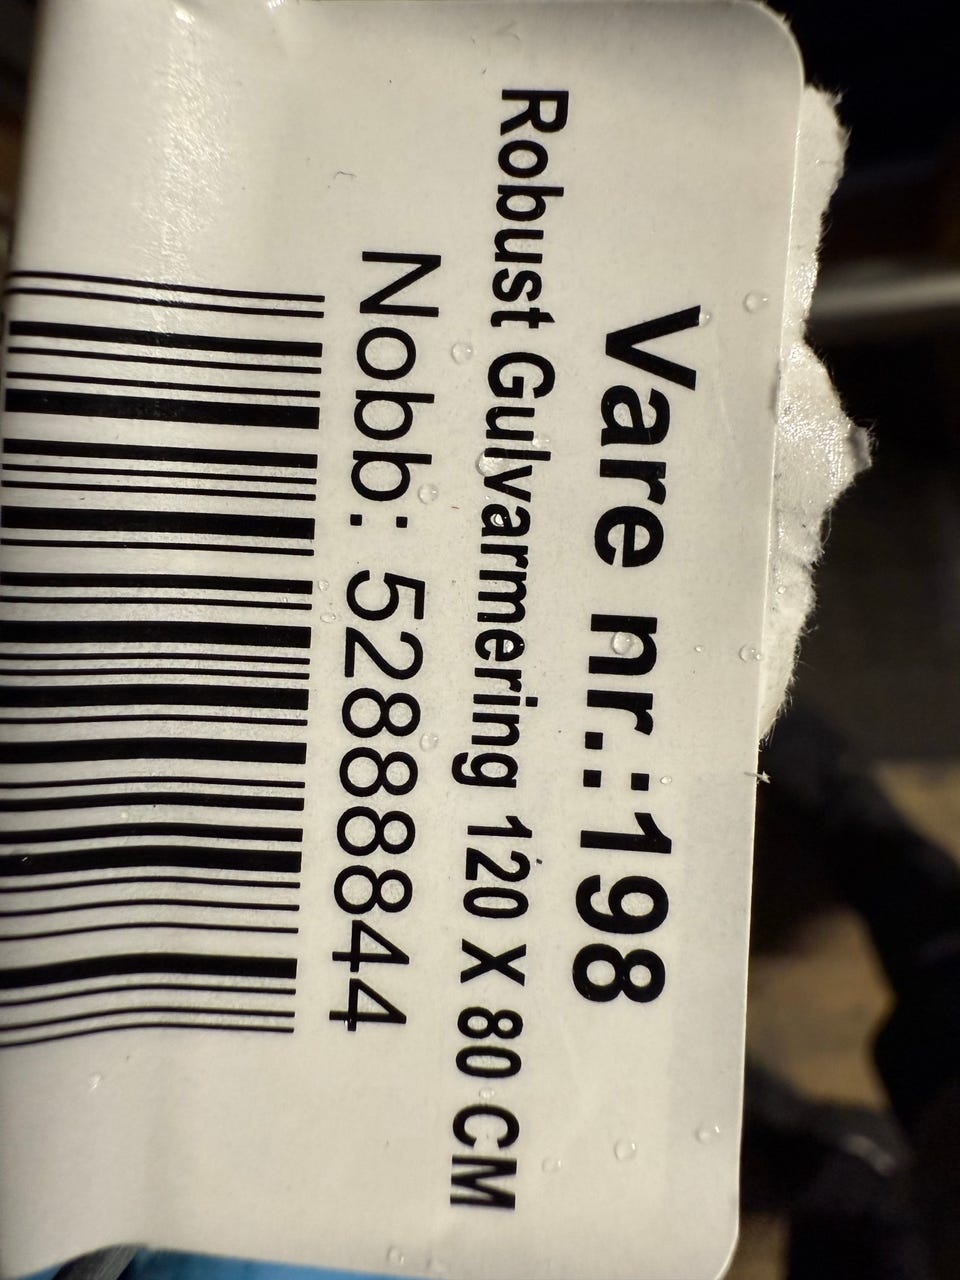 Vare nr.:198
Robust Gulvarmering 120 X 80 CM
Nobb: 52888844